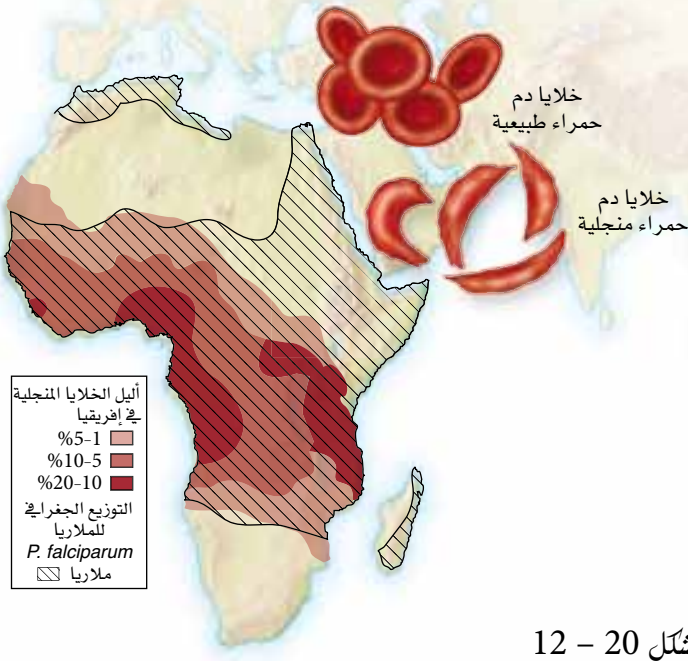 خلايا دم
حمراء طبيعية
خلايا دم
حمراء منجلية
أليل الخلايا المنجلية
في إفريقيا
%5-1
%10-5
%20-10
التوزيع الجغرافي
للملاريا
P. falciparum
ملاريا
شكل 20 – 12